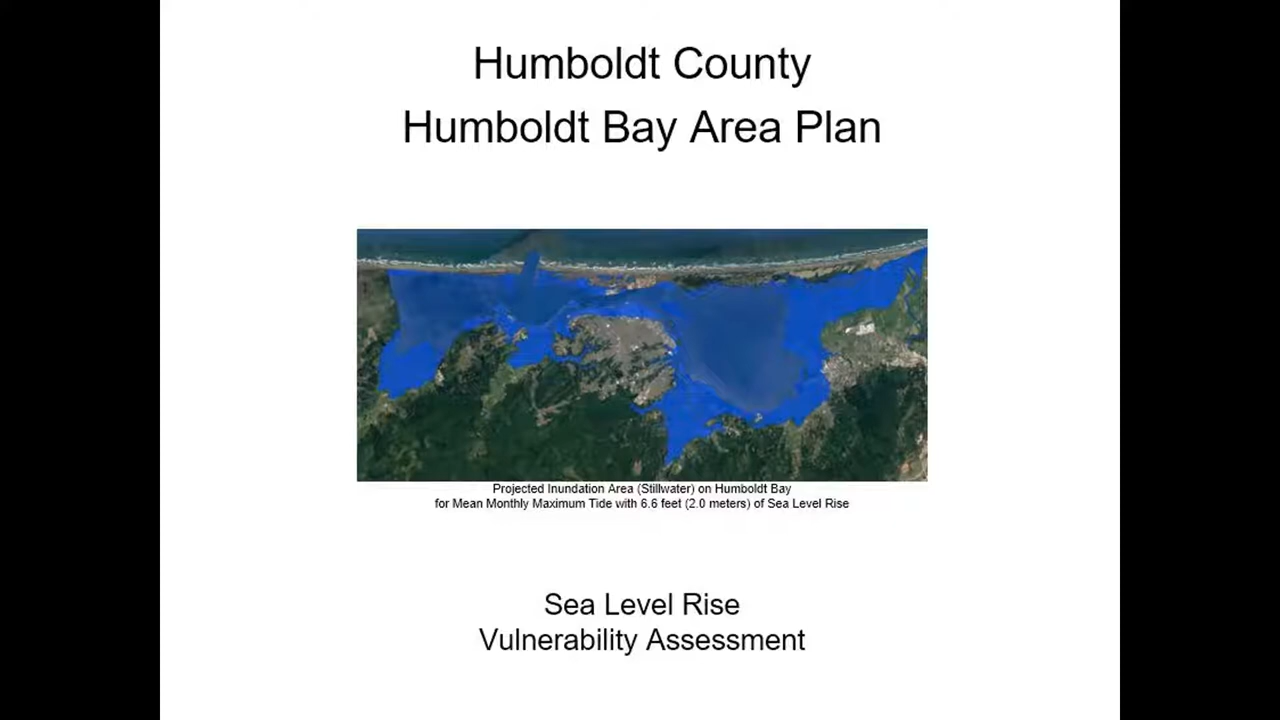 Humboldt County
Humboldt Bay Area Plan
Projected Inundation Area (Stillwater) on Humboldt Bay
for Mean Monthly Maximum Tide with 6.6 feet (2.0 meters) of Sea Level Rise
Sea Level Rise
Vulnerability Assessment